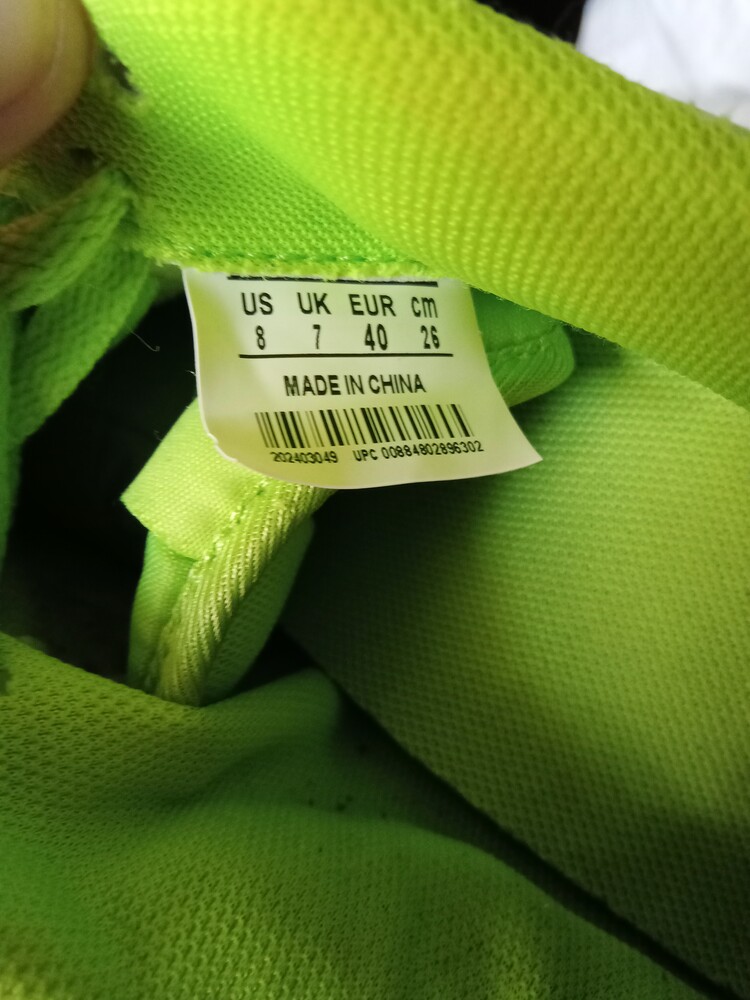 US UK EUR cm
8 7 40 26
MADE IN CHINA
202403049 UPC 00884802896302